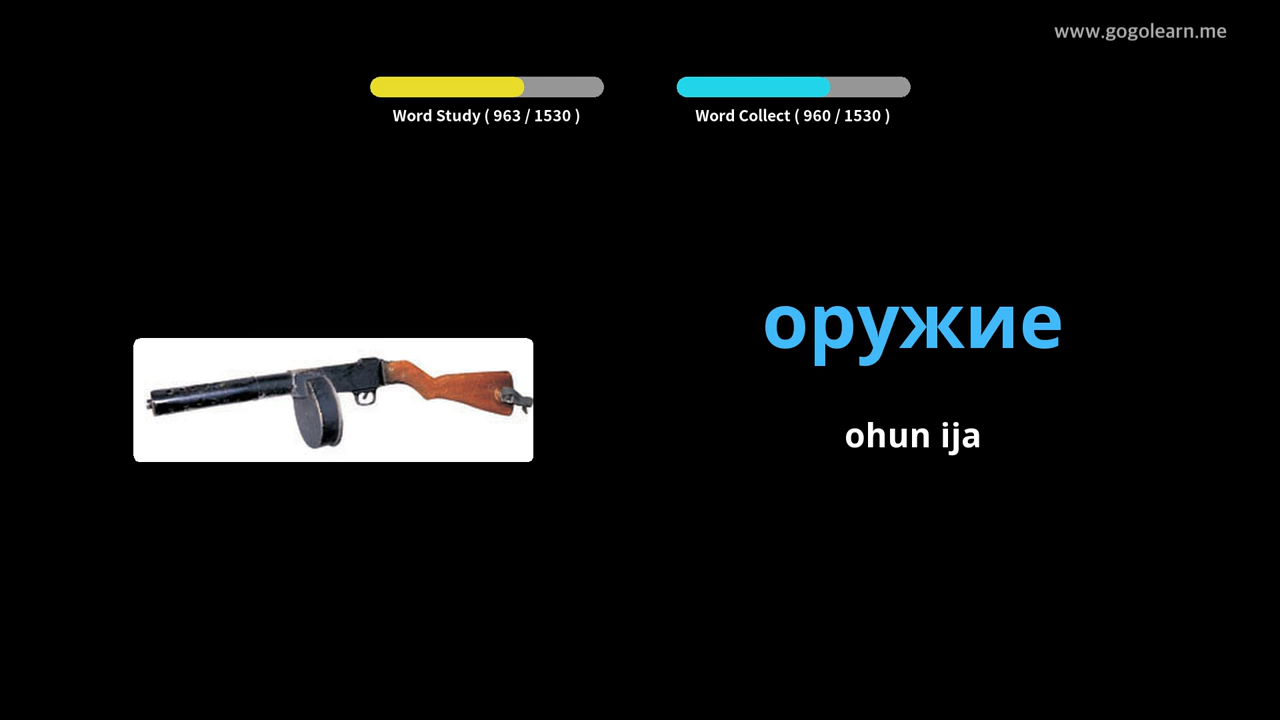 www.gogolearn.me
Word Study ( 963 / 1530 )
Word Collect ( 960 / 1530 )
оружие
ohun ija